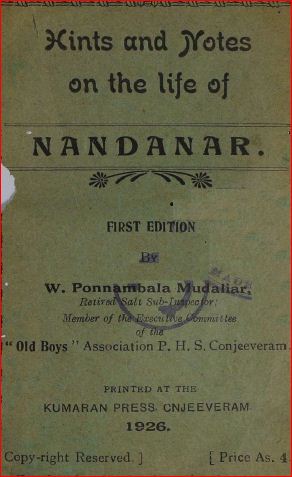 Hints and Notes
on the life of
NANDANAR.
FIRST EDITION
By
W. Ponnambala Mudaliar,
Retired Salt Sub-Inspector;
Member of the Executive Committee
of the
"Old Boys" Association P. H. S. Conjeeveram.
PRINTED AT THE
KUMARAN PRESS, CNJEEVERAM
1926.
Copy-right Reserved. ] [ Price As. 4